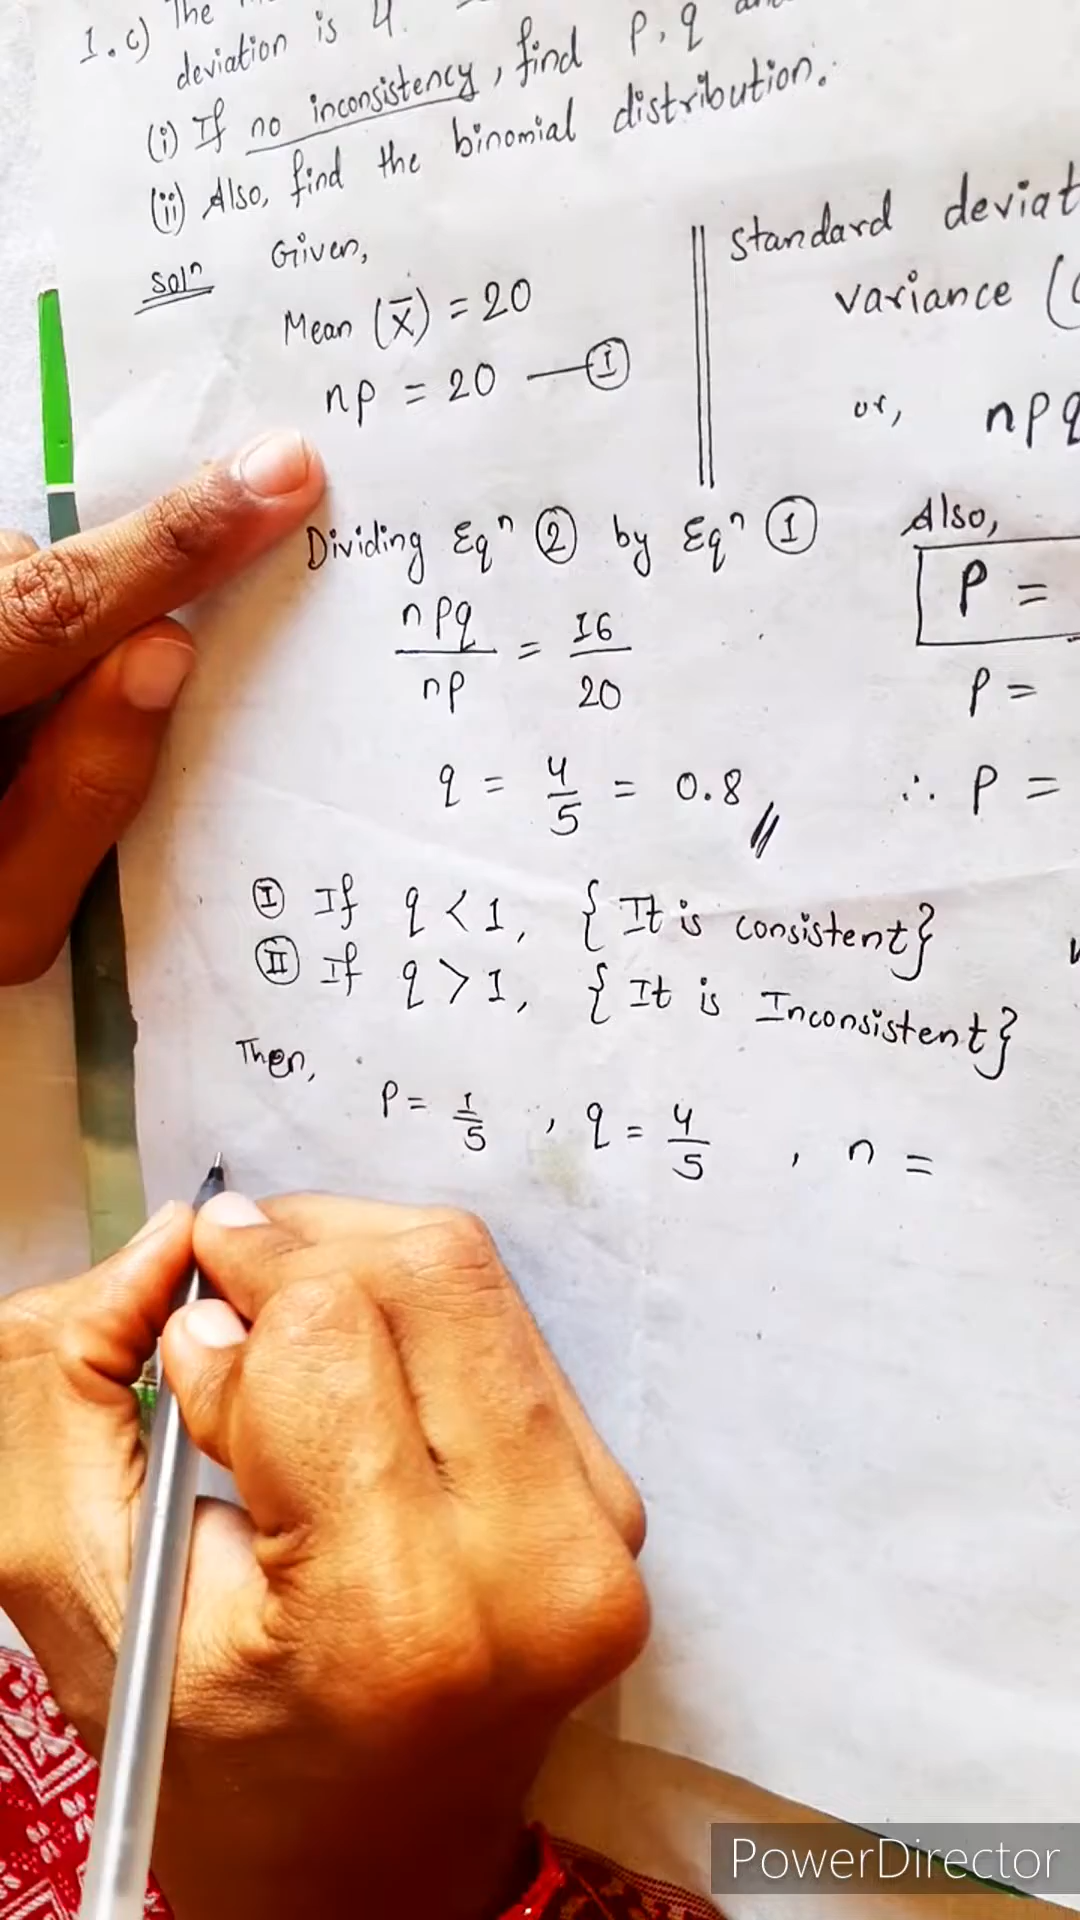 1.c) The
deviation is 4.
(i) If no inconsistency, find p, q
(ii) Also, find the binomial distribution.
Solⁿ Given,
Mean (x̄) = 20
np = 20 — Ⅰ
standard deviat
variance (
or, npq
Dividing Eqⁿ ② by Eqⁿ ①
npq/np = 16/20
q = 4/5 = 0.8
Also,
P =
P =
∴ P =
Ⓘ If q < 1, { It is consistent}
Ⅱ If q > 1, { It is Inconsistent}
Then,
P = 1/5 , q = 4/5 , n =
PowerDirector